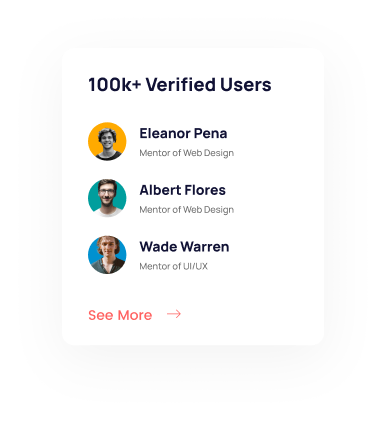 100k+ Verified Users
Eleanor Pena
Mentor of Web Design
Albert Flores
Mentor of Web Design
Wade Warren
Mentor of UI/UX
See More